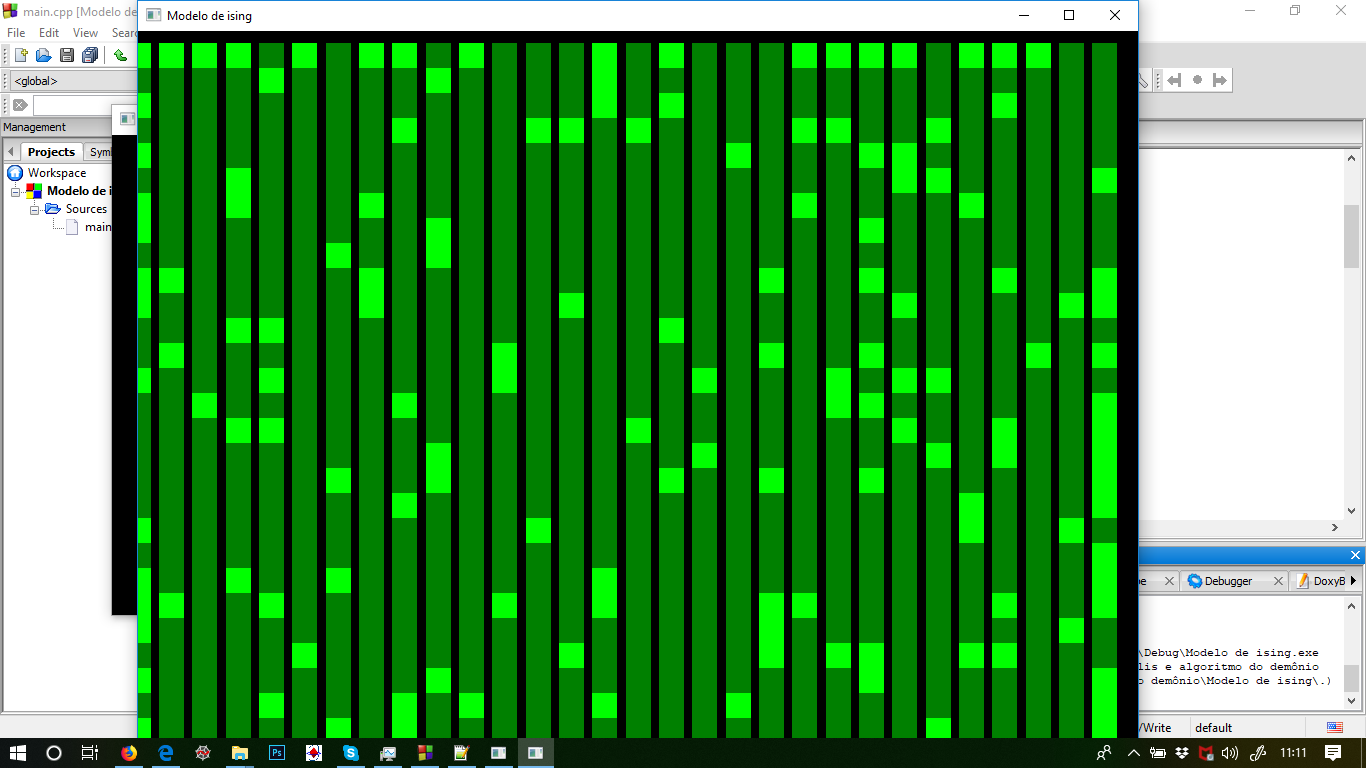 main.cpp [Modelo de
Modelo de ising
File Edit View Sear
<global>
Management
Projects Sym
Workspace
Modelo de i
Sources
main
Debugger
DoxyB
\Debug\Modelo de ising.exe
lis e algoritmo do demônio
o demônio\Modelo de ising\.)
/Write default
11:11